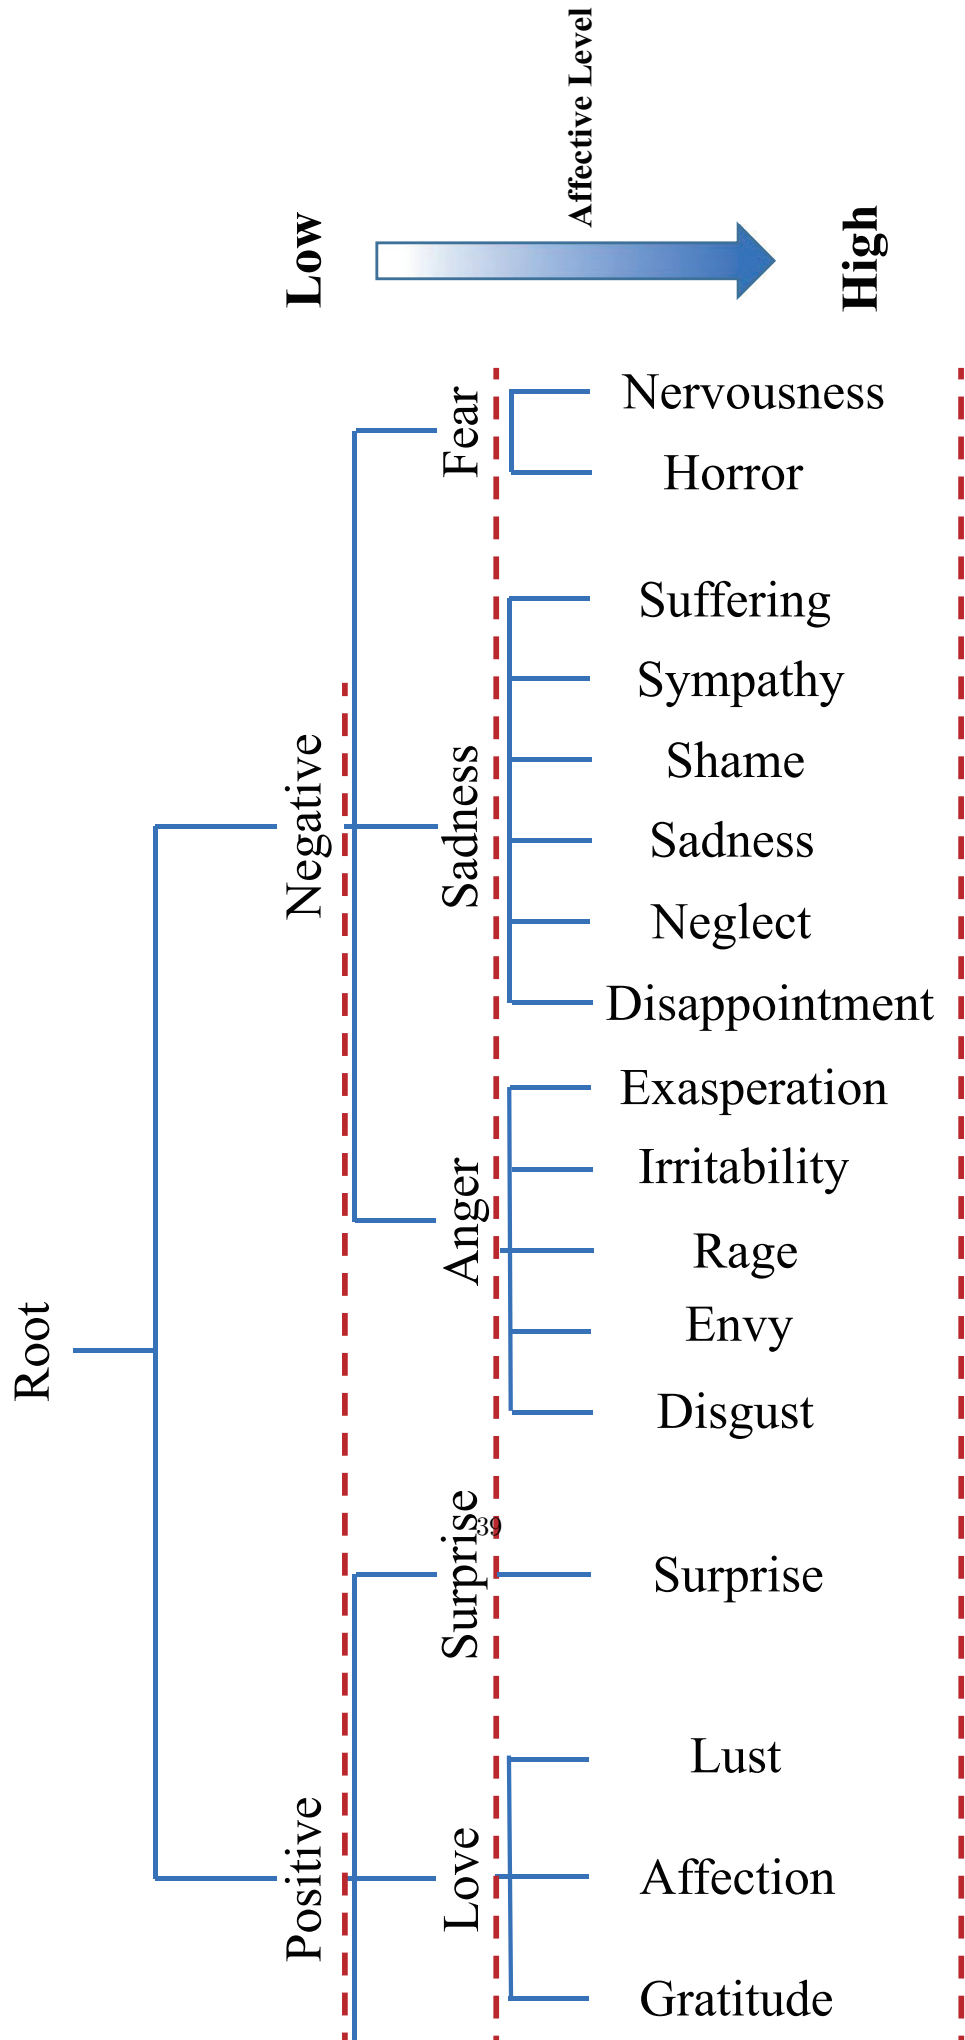 Affective Level
Low
High
Fear
Nervousness
Horror
Negative
Sadness
Suffering
Sympathy
Shame
Sadness
Neglect
Disappointment
Anger
Exasperation
Irritability
Rage
Envy
Disgust
Root
Surprise
39
Surprise
Positive
Love
Lust
Affection
Gratitude